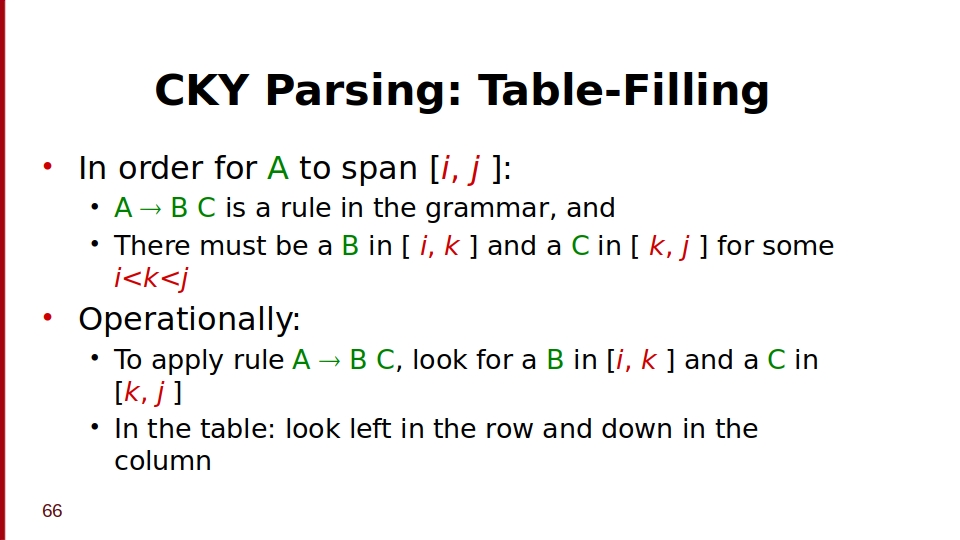 CKY Parsing: Table-Filling
• In order for A to span [i, j ]:
• A → B C is a rule in the grammar, and
• There must be a B in [ i, k ] and a C in [ k, j ] for some
i<k<j
• Operationally:
• To apply rule A → B C, look for a B in [i, k ] and a C in
[k, j ]
• In the table: look left in the row and down in the
column
66